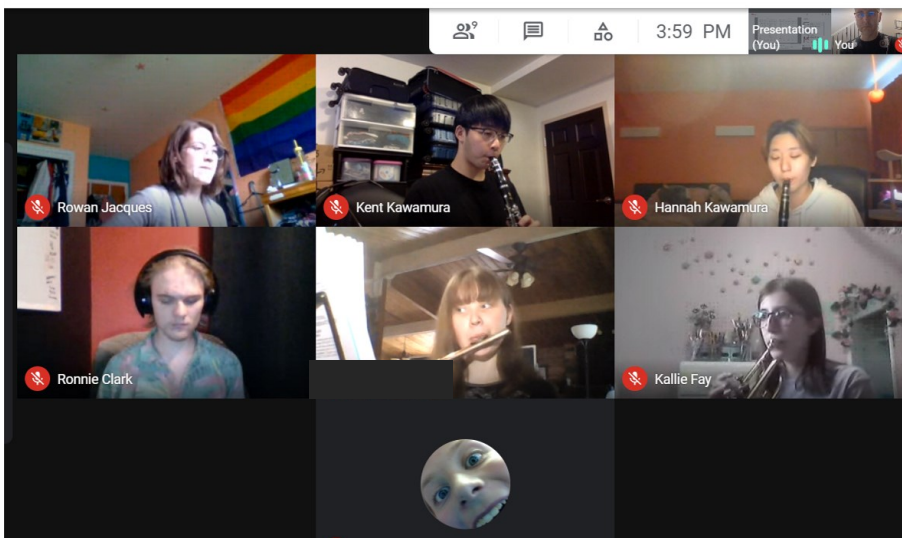 9
3:59 PM
Presentation
(You)
You
Rowan Jacques
Kent Kawamura
Hannah Kawamura
Ronnie Clark
Kallie Fay